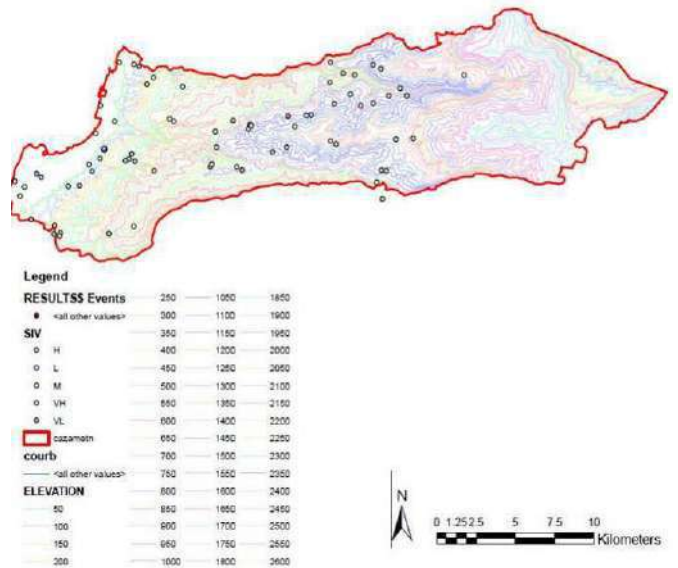 Legend
RESULTS$ Events 250 1050 1850
<all other values> 300 1100 1900
SIV 350 1150 1950
H 400 1200 2000
L 450 1250 2050
M 500 1300 2100
VH 550 1350 2150
VL 600 1400 2200
cazametn 650 1450 2250
courb 700 1500 2300
<all other values> 750 1550 2350
ELEVATION 800 1600 2400
50 850 1650 2450
100 900 1700 2500
150 950 1750 2550
200 1000 1800 2600
N
0 1.252.5 5 7.5 10
Kilometers